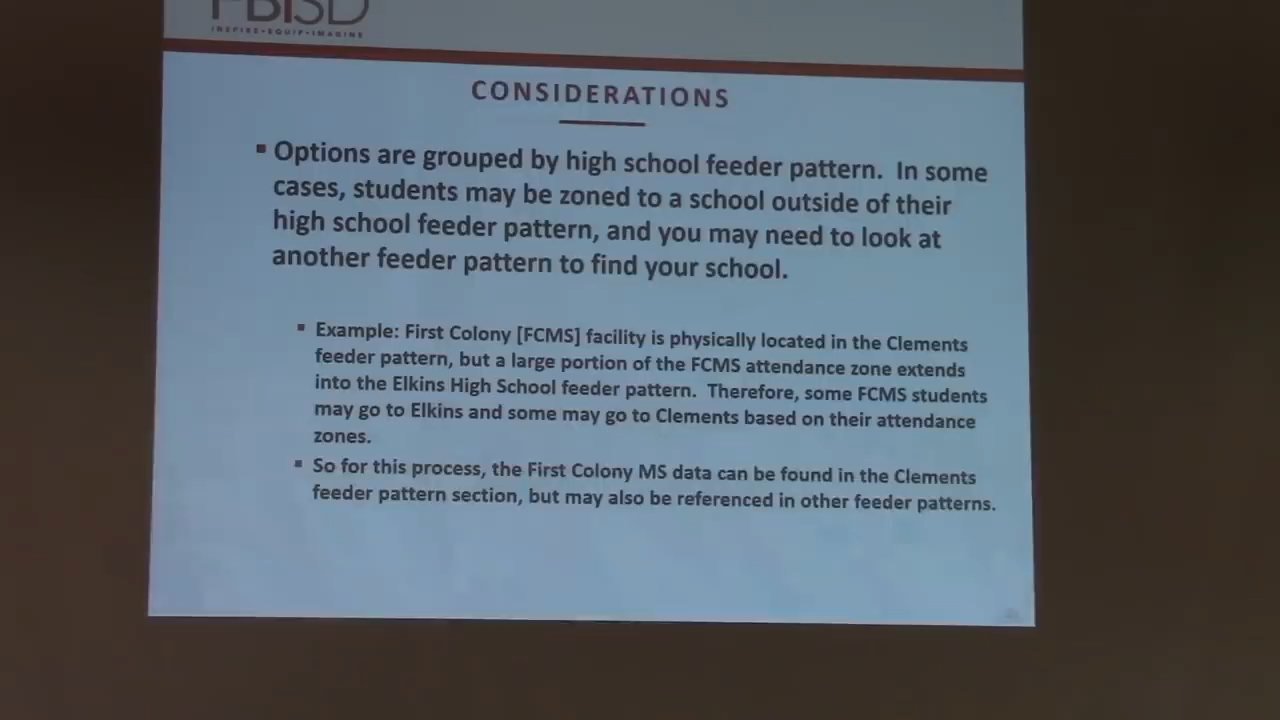 FBISD
INSPIRE•EQUIP•IMAGINE
CONSIDERATIONS
▪ Options are grouped by high school feeder pattern. In some
cases, students may be zoned to a school outside of their
high school feeder pattern, and you may need to look at
another feeder pattern to find your school.
▪ Example: First Colony [FCMS] facility is physically located in the Clements
feeder pattern, but a large portion of the FCMS attendance zone extends
into the Elkins High School feeder pattern. Therefore, some FCMS students
may go to Elkins and some may go to Clements based on their attendance
zones.
▪ So for this process, the First Colony MS data can be found in the Clements
feeder pattern section, but may also be referenced in other feeder patterns.